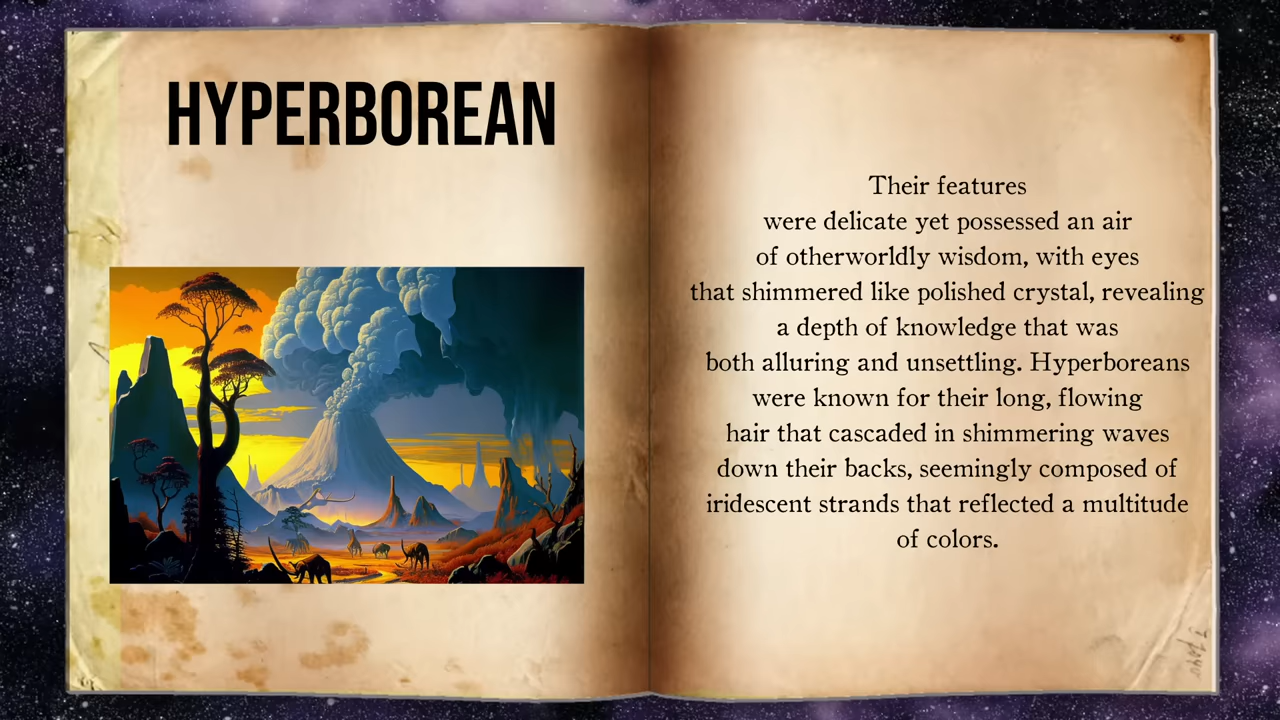 HYPERBOREAN
Their features
were delicate yet possessed an air
of otherworldly wisdom, with eyes
that shimmered like polished crystal, revealing
a depth of knowledge that was
both alluring and unsettling. Hyperboreans
were known for their long, flowing
hair that cascaded in shimmering waves
down their backs, seemingly composed of
iridescent strands that reflected a multitude
of colors.